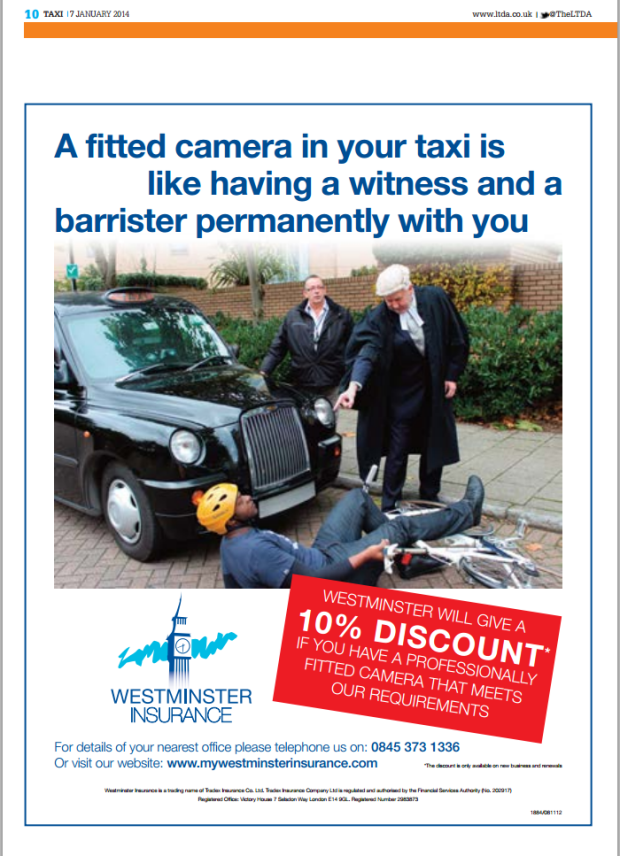 10 TAXI | 7 JANUARY 2014
www.ltda.co.uk | @TheLTDA
A fitted camera in your taxi is
like having a witness and a
barrister permanently with you
WESTMINSTER WILL GIVE A
10% DISCOUNT*
IF YOU HAVE A PROFESSIONALLY
FITTED CAMERA THAT MEETS
OUR REQUIREMENTS
WESTMINSTER
INSURANCE
For details of your nearest office please telephone us on: 0845 373 1336
Or visit our website: www.mywestminsterinsurance.com
*The discount is only available on new business and renewals
Westminster Insurance is a trading name of Tradex Insurance Co. Ltd. Tradex Insurance Company Ltd is regulated and authorised by the Financial Services Authority (No. 202917)
Registered Office: Victory House 7 Selsdon Way London E14 9GL. Registered Number 2983873
1884/081112